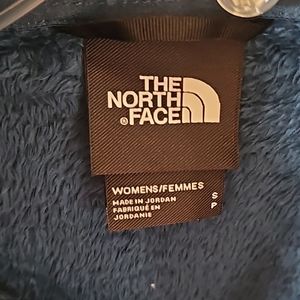 THE
NORTH
®FACE
WOMENS/FEMMES
MADE IN JORDAN
FABRIQUÉ EN
JORDANIE
S
P